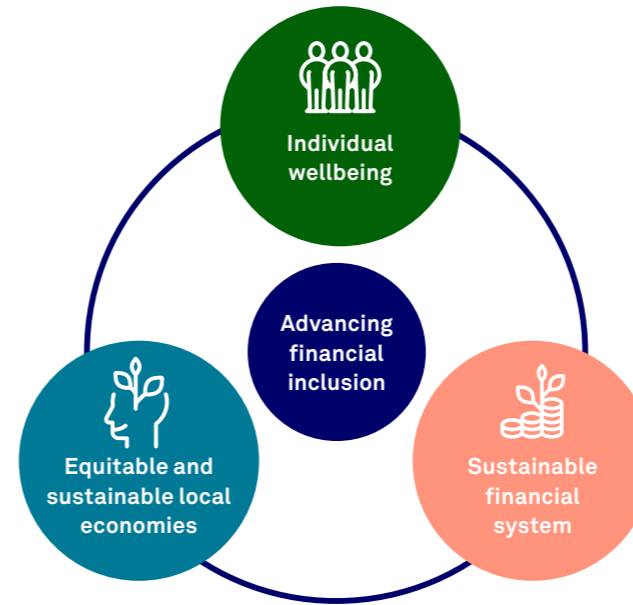 Individual
wellbeing
Advancing
financial
inclusion
Equitable and
sustainable local
economies
Sustainable
financial
system